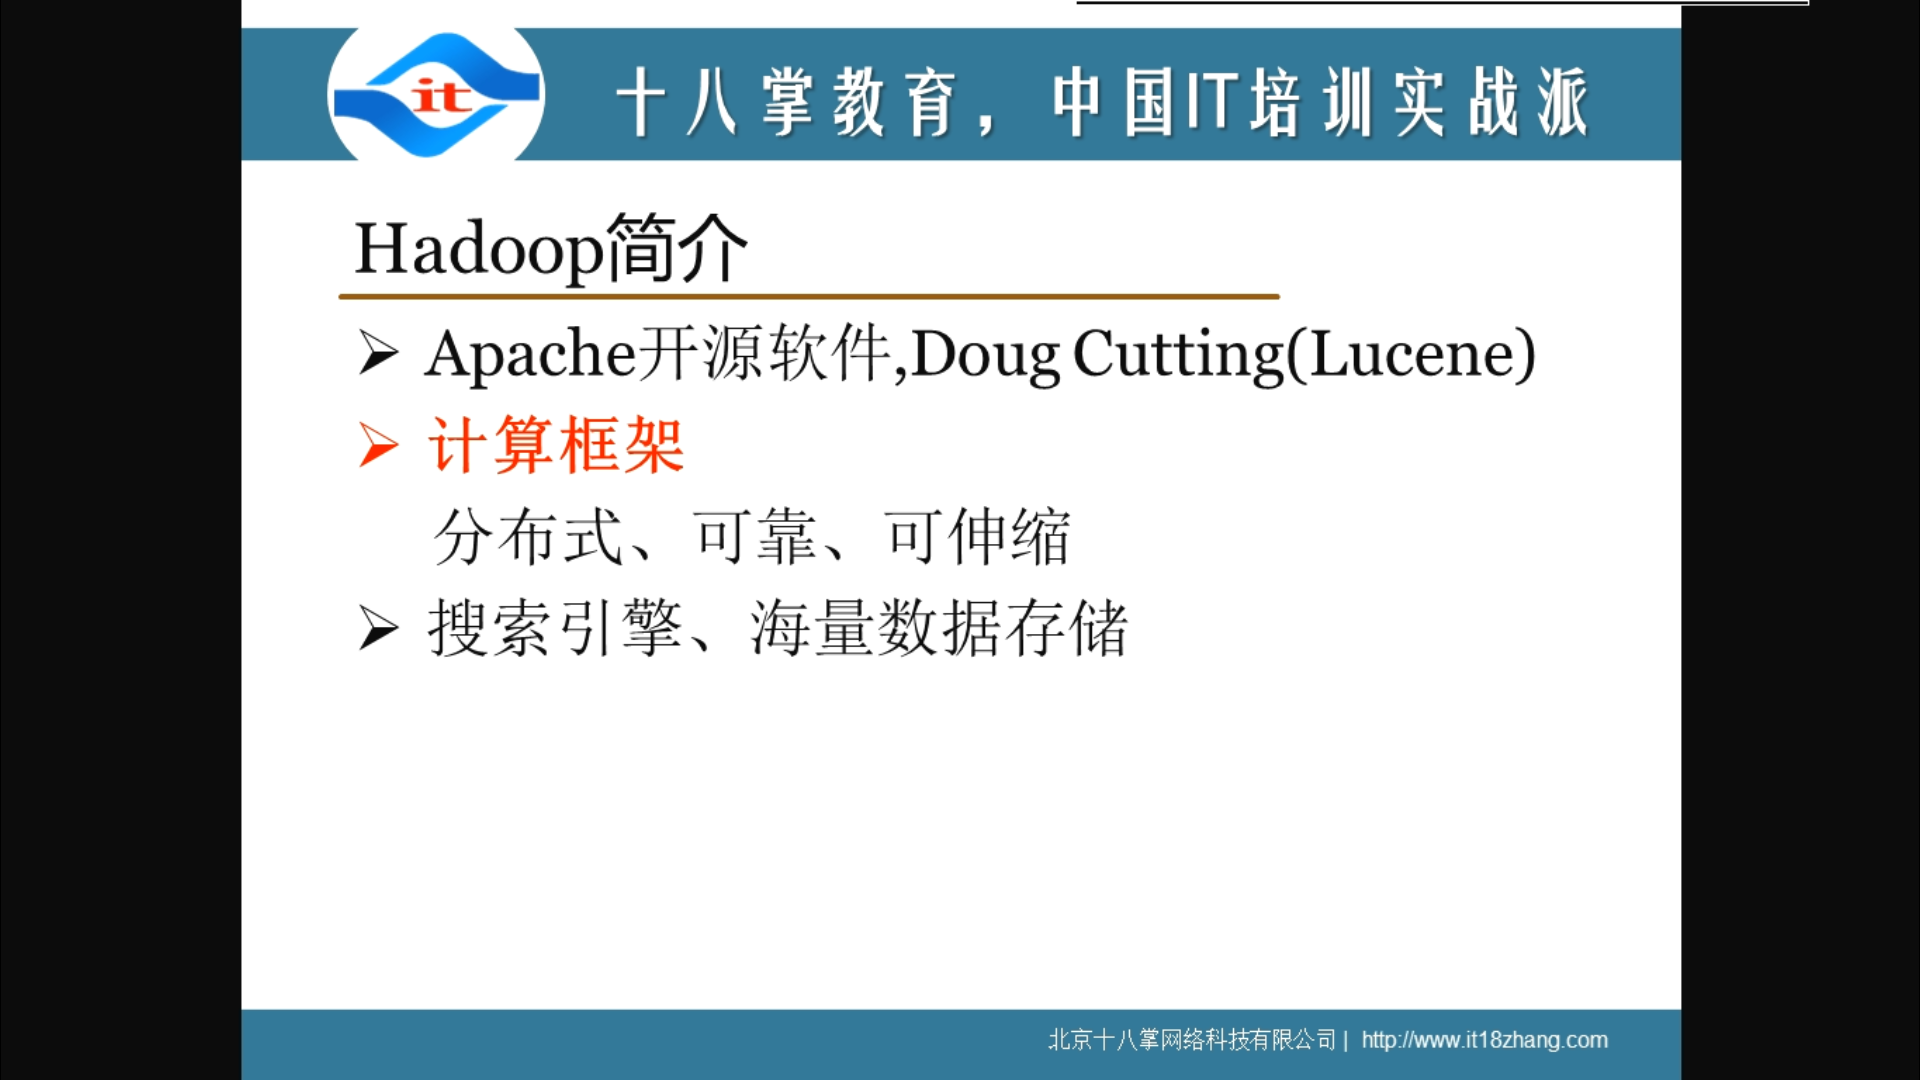 it
十八掌教育，中国IT培训实战派
Hadoop简介
Apache开源软件,Doug Cutting(Lucene)
计算框架
分布式、可靠、可伸缩
搜索引擎、海量数据存储
北京十八掌网络科技有限公司 | http://www.it18zhang.com